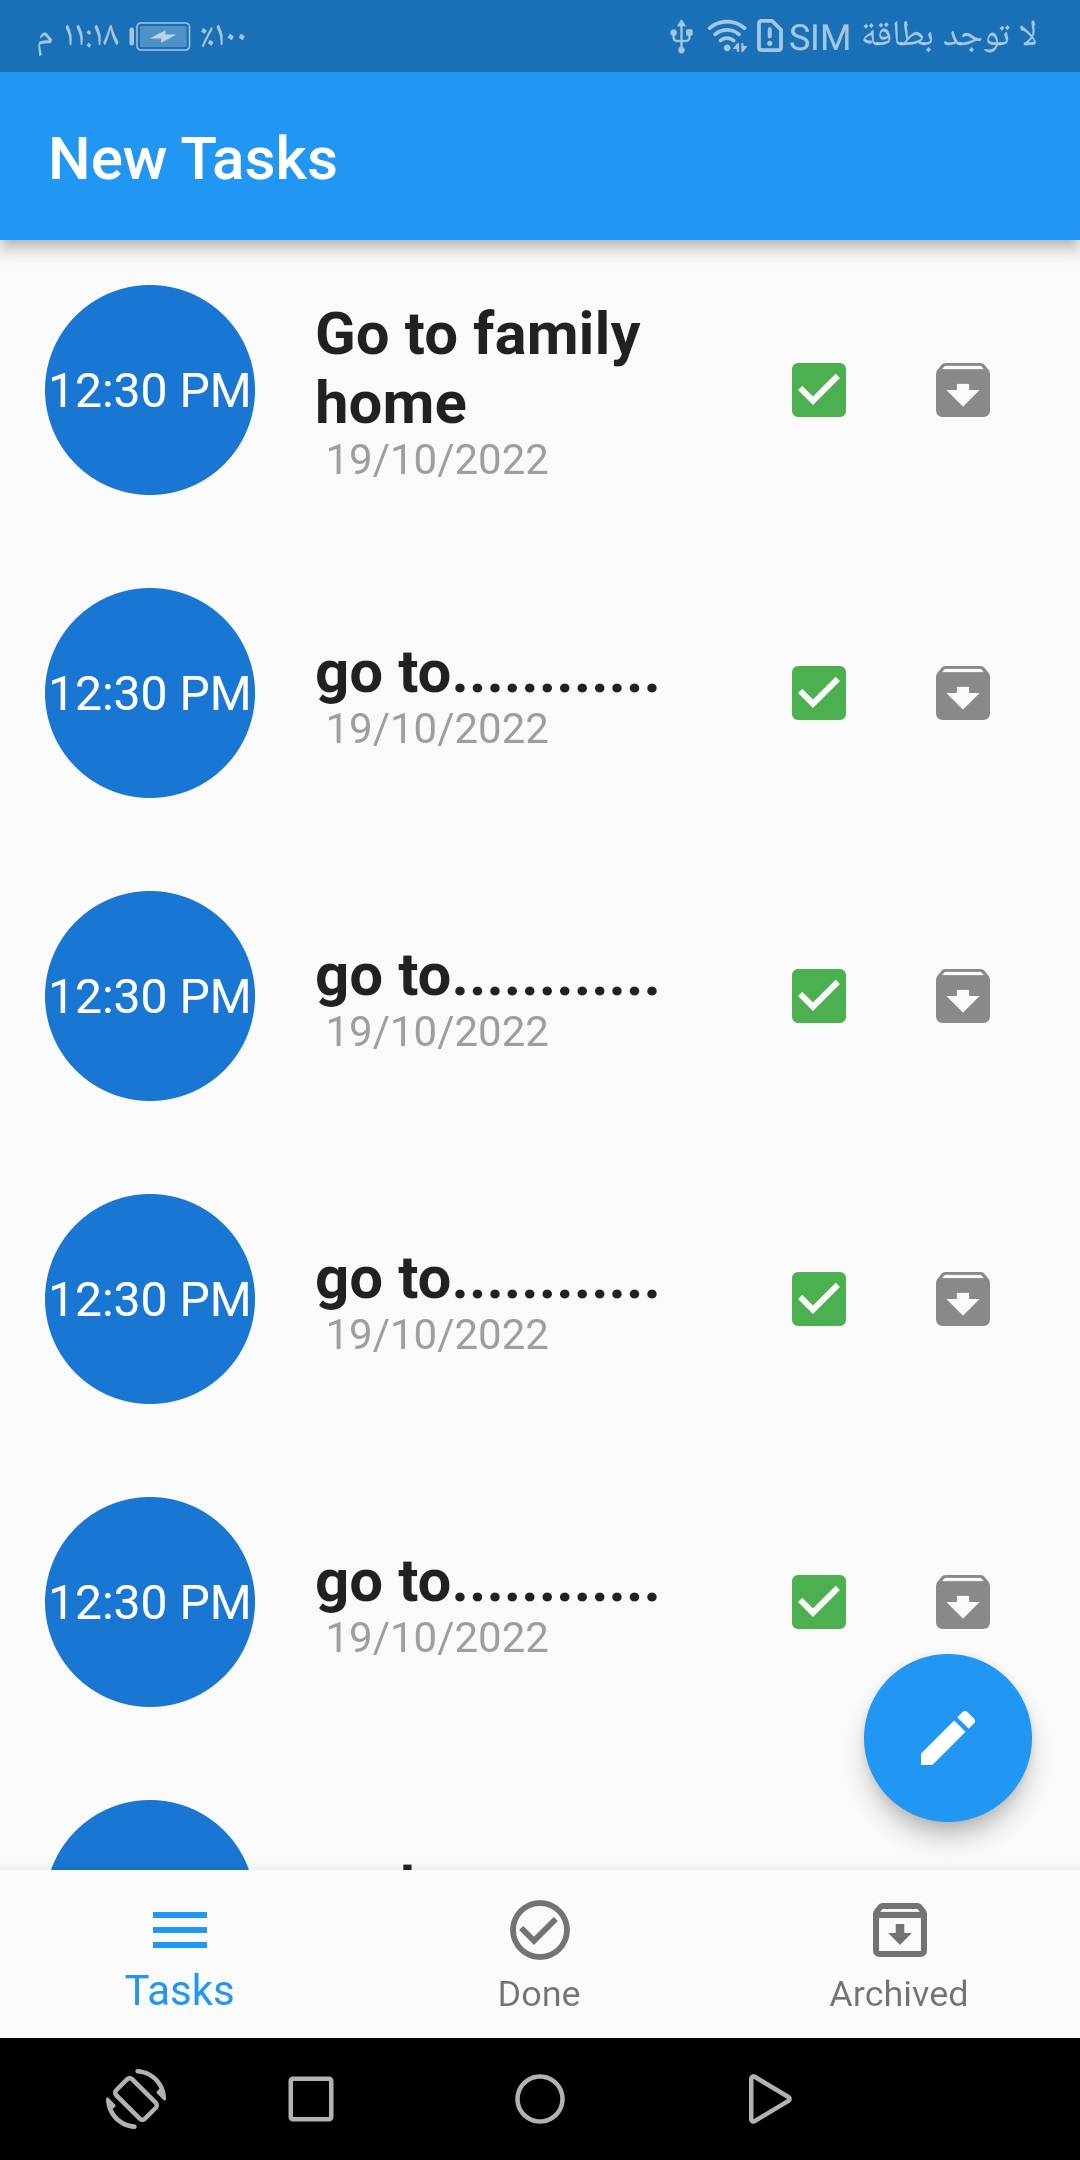 م ١١:١٨ ٪١٠٠ لا توجد بطاقة SIM
New Tasks
12:30 PM
Go to family
home
19/10/2022
12:30 PM
go to............
19/10/2022
12:30 PM
go to............
19/10/2022
12:30 PM
go to............
19/10/2022
12:30 PM
go to............
19/10/2022
Tasks
Done
Archived